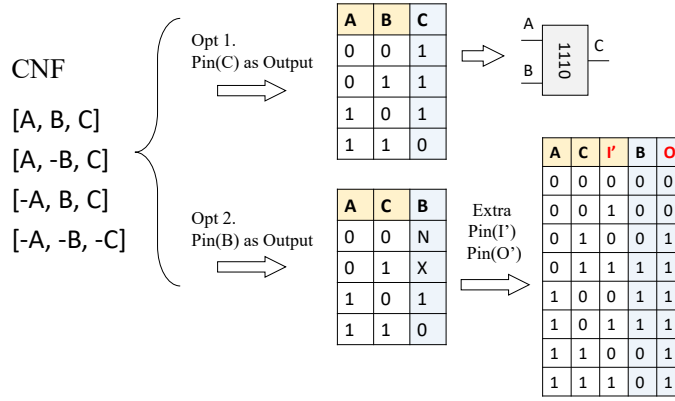 CNF
[A, B, C]
[A, -B, C]
[-A, B, C]
[-A, -B, -C]
Opt 1.
Pin(C) as Output
A B C
0 0 1
0 1 1
1 0 1
1 1 0
A
B
1110
C
Opt 2.
Pin(B) as Output
A C B
0 0 N
0 1 X
1 0 1
1 1 0
Extra
Pin(I')
Pin(O')
A C I' B O
0 0 0 0 0
0 0 1 0 0
0 1 0 0 1
0 1 1 1 1
1 0 0 1 1
1 0 1 1 1
1 1 0 0 1
1 1 1 0 1